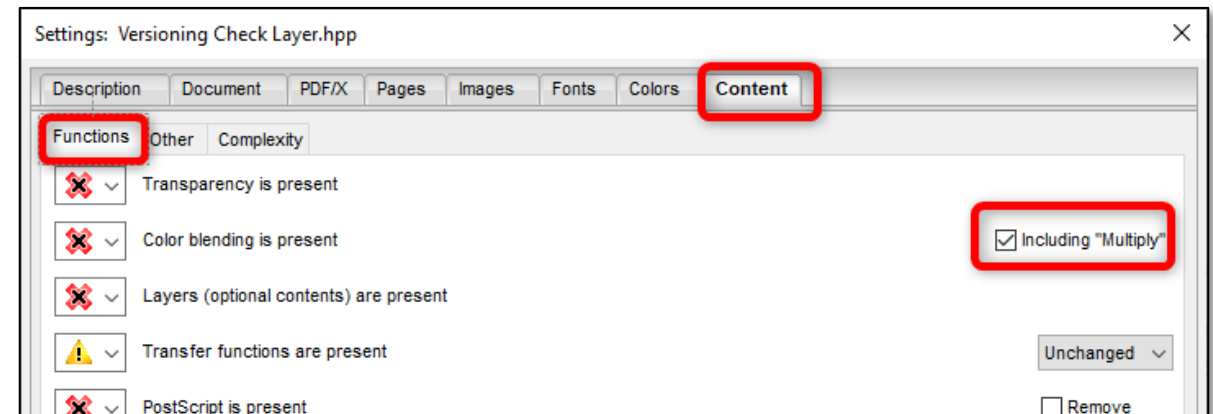 Settings: Versioning Check Layer.hpp
Description Document PDF/X Pages Images Fonts Colors Content
Functions Other Complexity
Transparency is present
Color blending is present Including "Multiply"
Layers (optional contents) are present
Transfer functions are present Unchanged
PostScript is present Remove